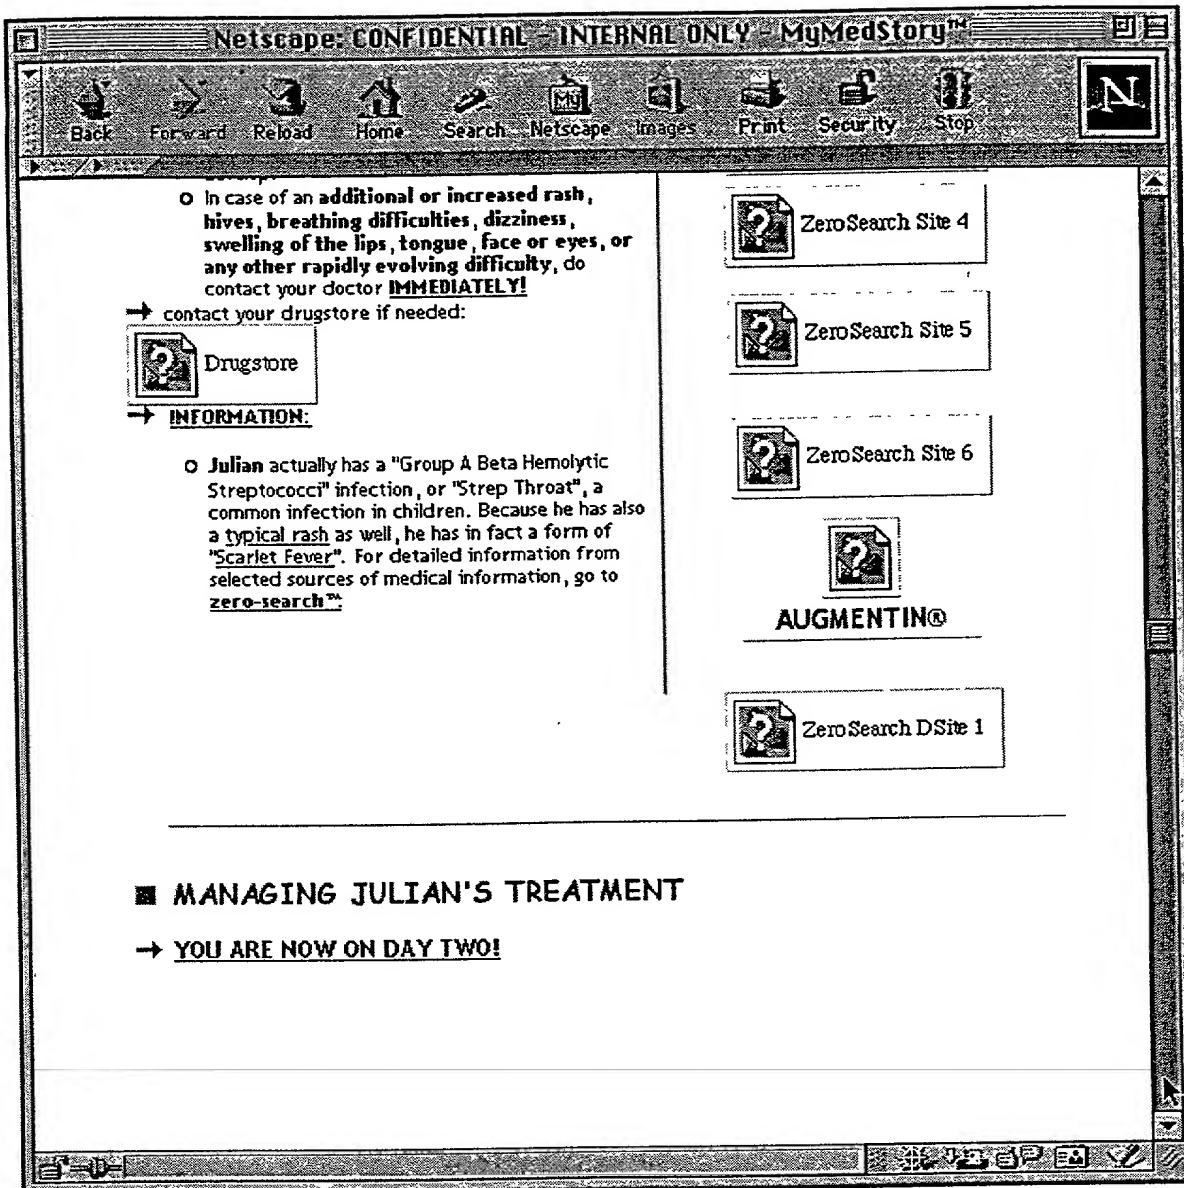 Netscape: CONFIDENTIAL - INTERNAL ONLY - MyMedStory™
Back Forward Reload Home Search Netscape Images Print Security Stop
My
N
o In case of an additional or increased rash,
hives, breathing difficulties, dizziness,
swelling of the lips, tongue, face or eyes, or
any other rapidly evolving difficulty, do
contact your doctor IMMEDIATELY!
→ contact your drugstore if needed:
Drugstore
→ INFORMATION:
o Julian actually has a "Group A Beta Hemolytic
Streptococci" infection, or "Strep Throat", a
common infection in children. Because he has also
a typical rash as well, he has in fact a form of
"Scarlet Fever". For detailed information from
selected sources of medical information, go to
zero-search™:
ZeroSearch Site 4
ZeroSearch Site 5
ZeroSearch Site 6
AUGMENTIN®
ZeroSearch DSite 1
■ MANAGING JULIAN'S TREATMENT
→ YOU ARE NOW ON DAY TWO!